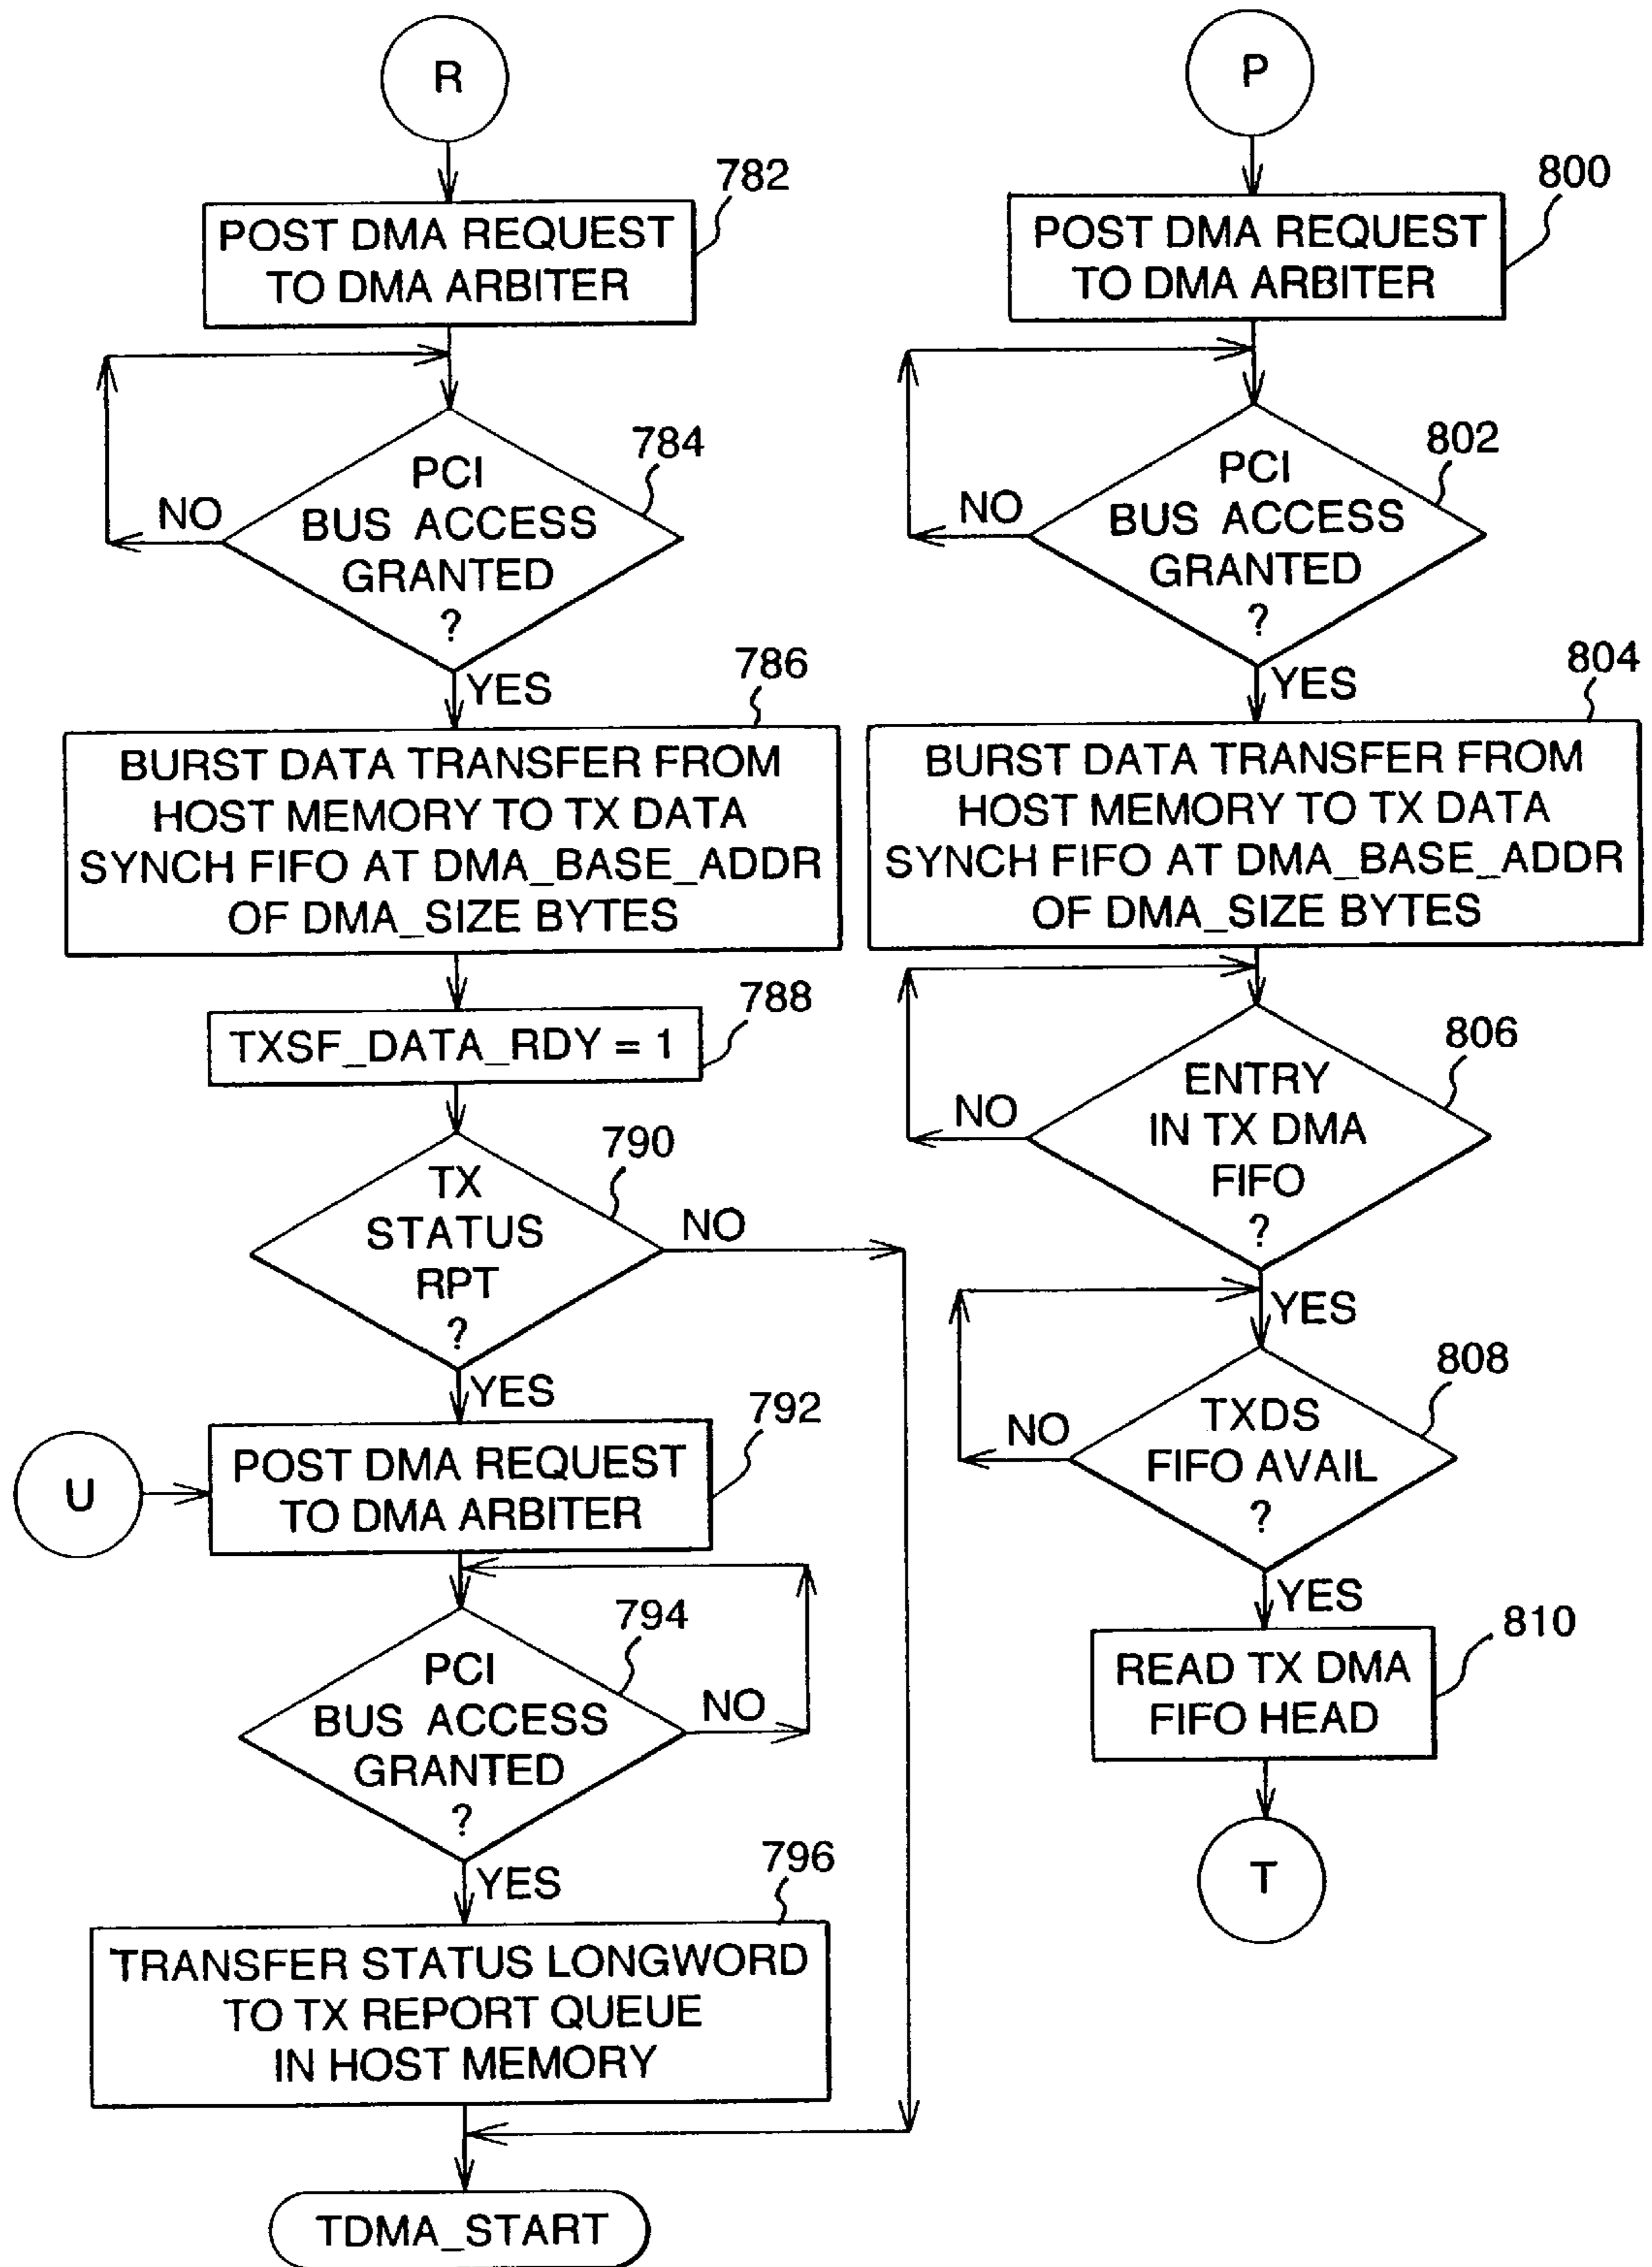 R
782
POST DMA REQUEST
TO DMA ARBITER
784
PCI
BUS ACCESS
GRANTED
?
NO
YES
786
BURST DATA TRANSFER FROM
HOST MEMORY TO TX DATA
SYNCH FIFO AT DMA_BASE_ADDR
OF DMA_SIZE BYTES
788
TXSF_DATA_RDY = 1
790
TX
STATUS
RPT
?
NO
YES
792
U
POST DMA REQUEST
TO DMA ARBITER
794
PCI
BUS ACCESS
GRANTED
?
NO
YES
796
TRANSFER STATUS LONGWORD
TO TX REPORT QUEUE
IN HOST MEMORY
TDMA_START
P
800
POST DMA REQUEST
TO DMA ARBITER
802
PCI
BUS ACCESS
GRANTED
?
NO
YES
804
BURST DATA TRANSFER FROM
HOST MEMORY TO TX DATA
SYNCH FIFO AT DMA_BASE_ADDR
OF DMA_SIZE BYTES
806
ENTRY
IN TX DMA
FIFO
?
NO
YES
808
TXDS
FIFO AVAIL
?
NO
YES
810
READ TX DMA
FIFO HEAD
T